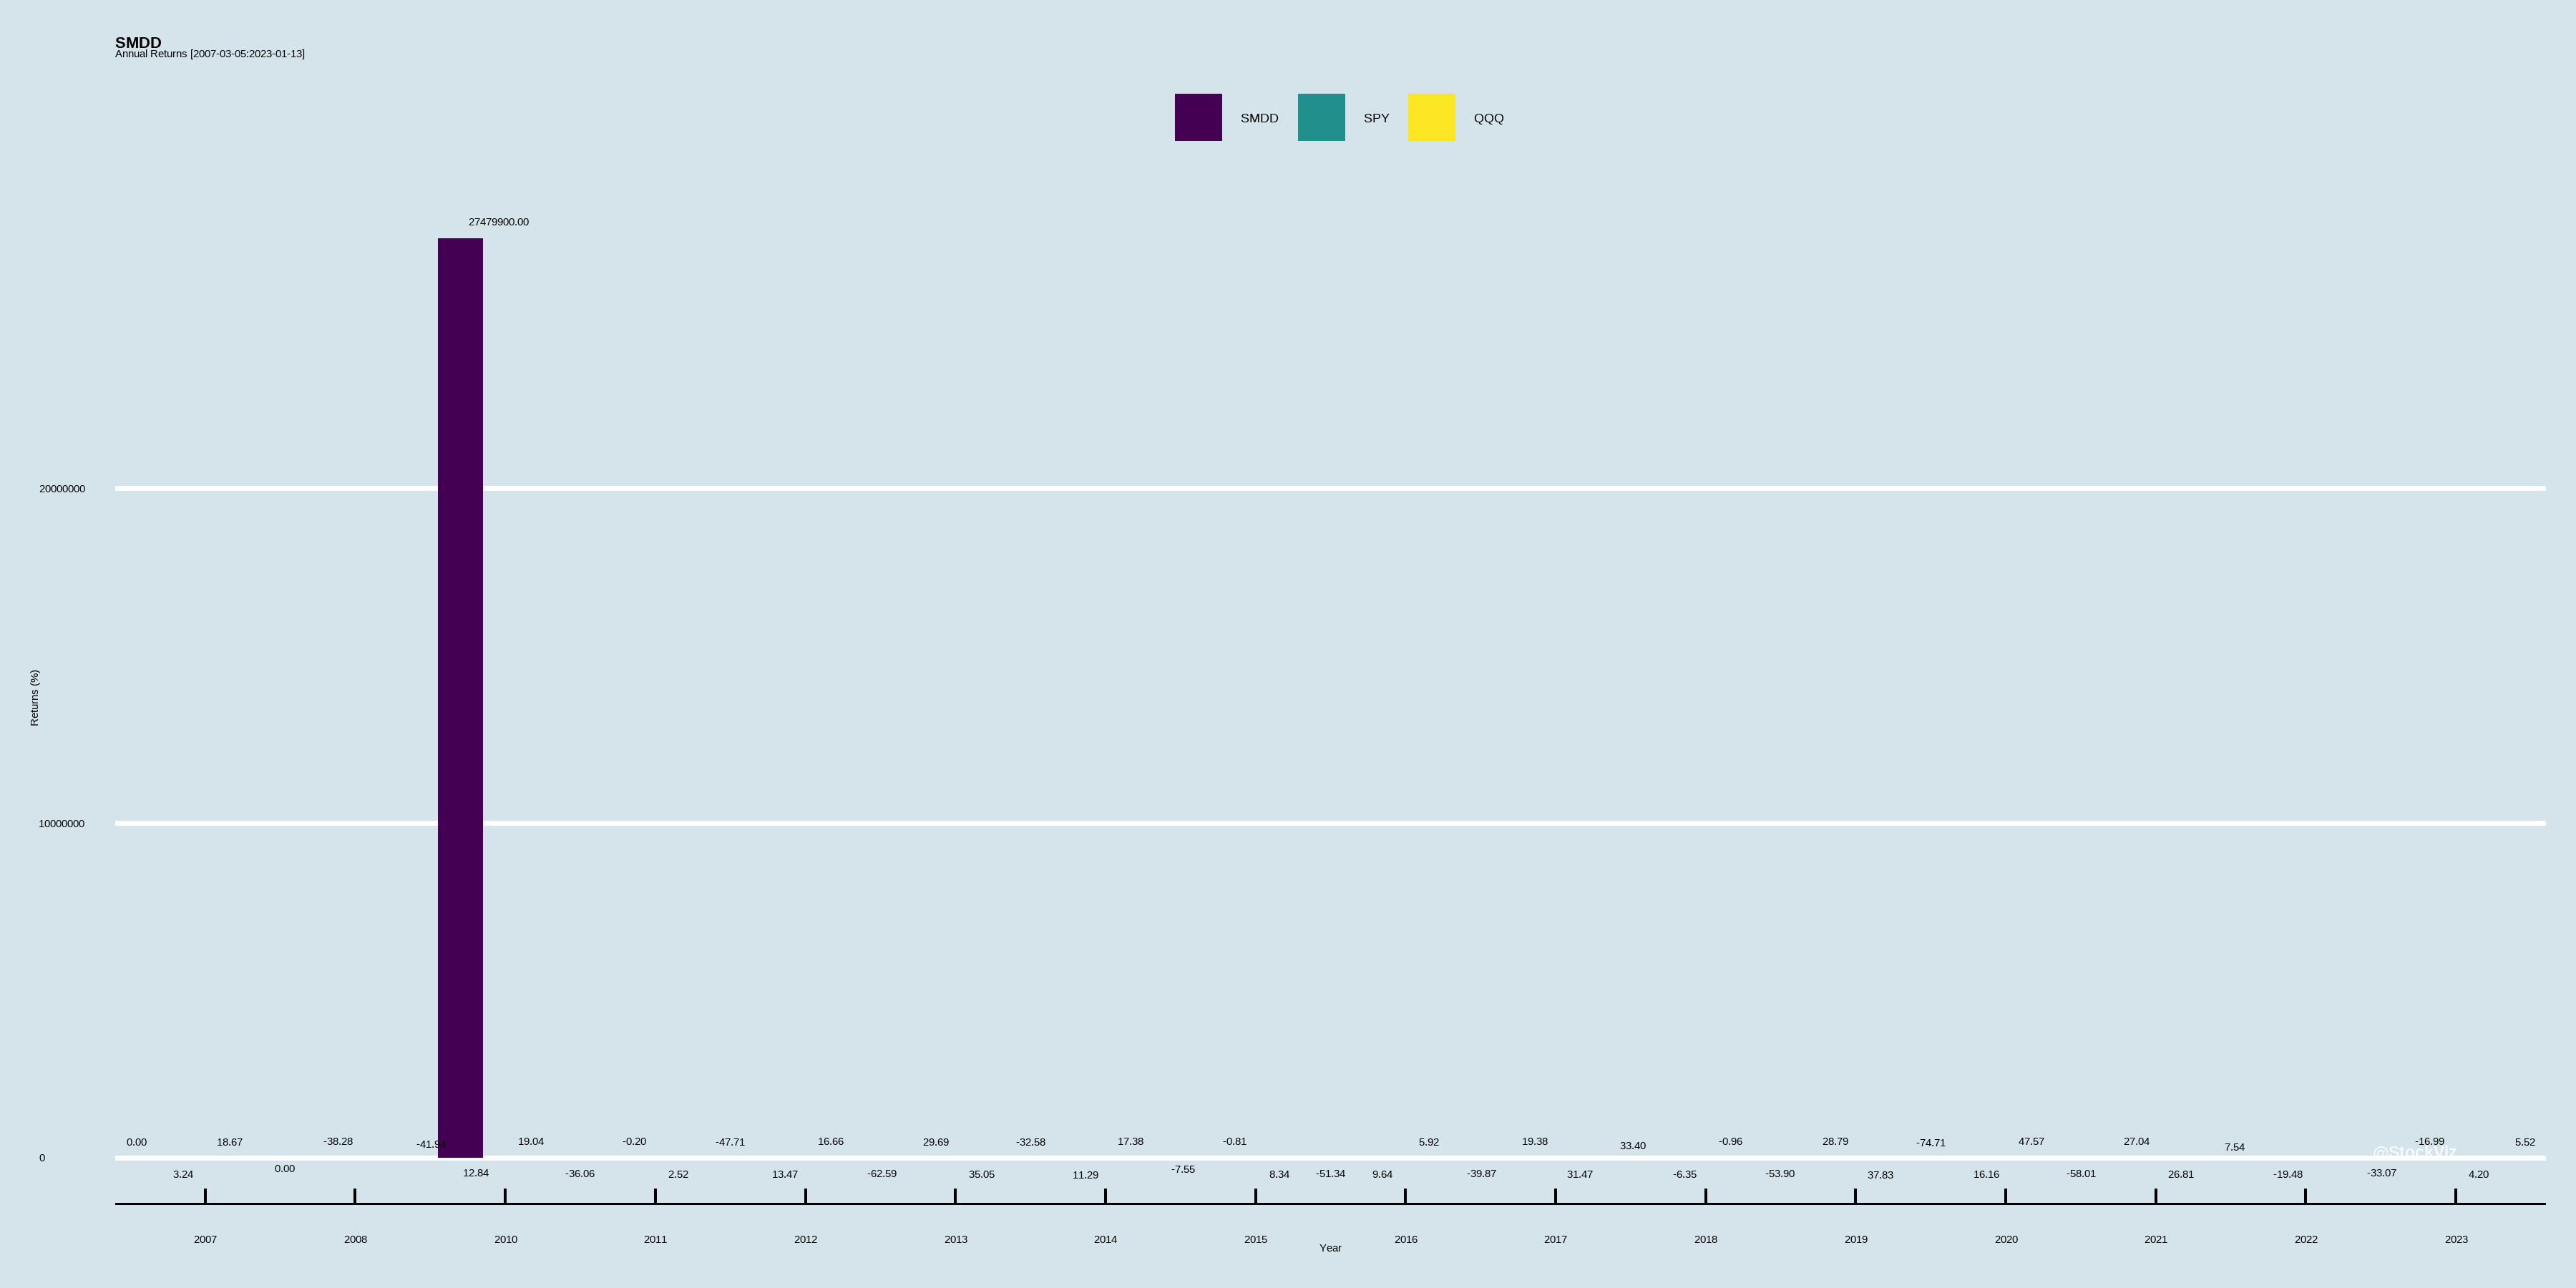 SMDD
Annual Returns [2007-03-05:2023-01-13]
SMDD SPY QQQ
27479900.00
20000000
Returns (%)
10000000
0.00 18.67 -38.28 -41.94 19.04 -0.20 -47.71 16.66 29.69 -32.58 17.38 -0.81 5.92 19.38 33.40 -0.96 28.79 -74.71 47.57 27.04 7.54 -16.99 5.52
@StockViz
0
3.24 0.00 12.84 -36.06 2.52 13.47 -62.59 35.05 11.29 -7.55 8.34 -51.34 9.64 -39.87 31.47 -6.35 -53.90 37.83 16.16 -58.01 26.81 -19.48 -33.07 4.20
2007 2008 2010 2011 2012 2013 2014 2015 2016 2017 2018 2019 2020 2021 2022 2023
Year